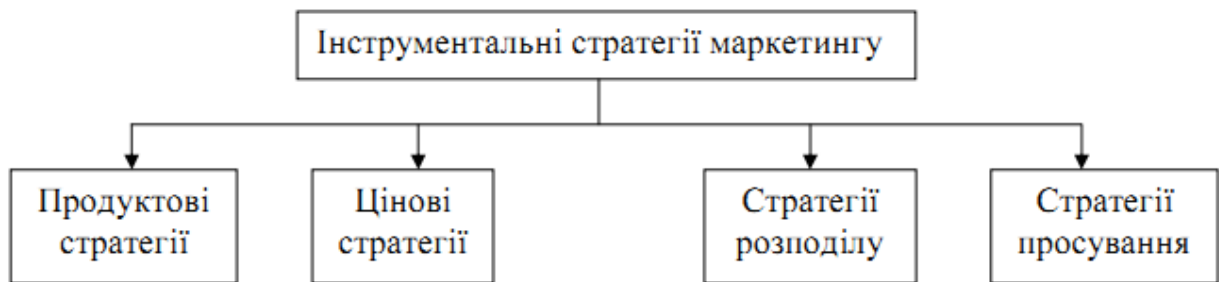 Інструментальні стратегії маркетингу
Продуктові
стратегії
Цінові
стратегії
Стратегії
розподілу
Стратегії
просування